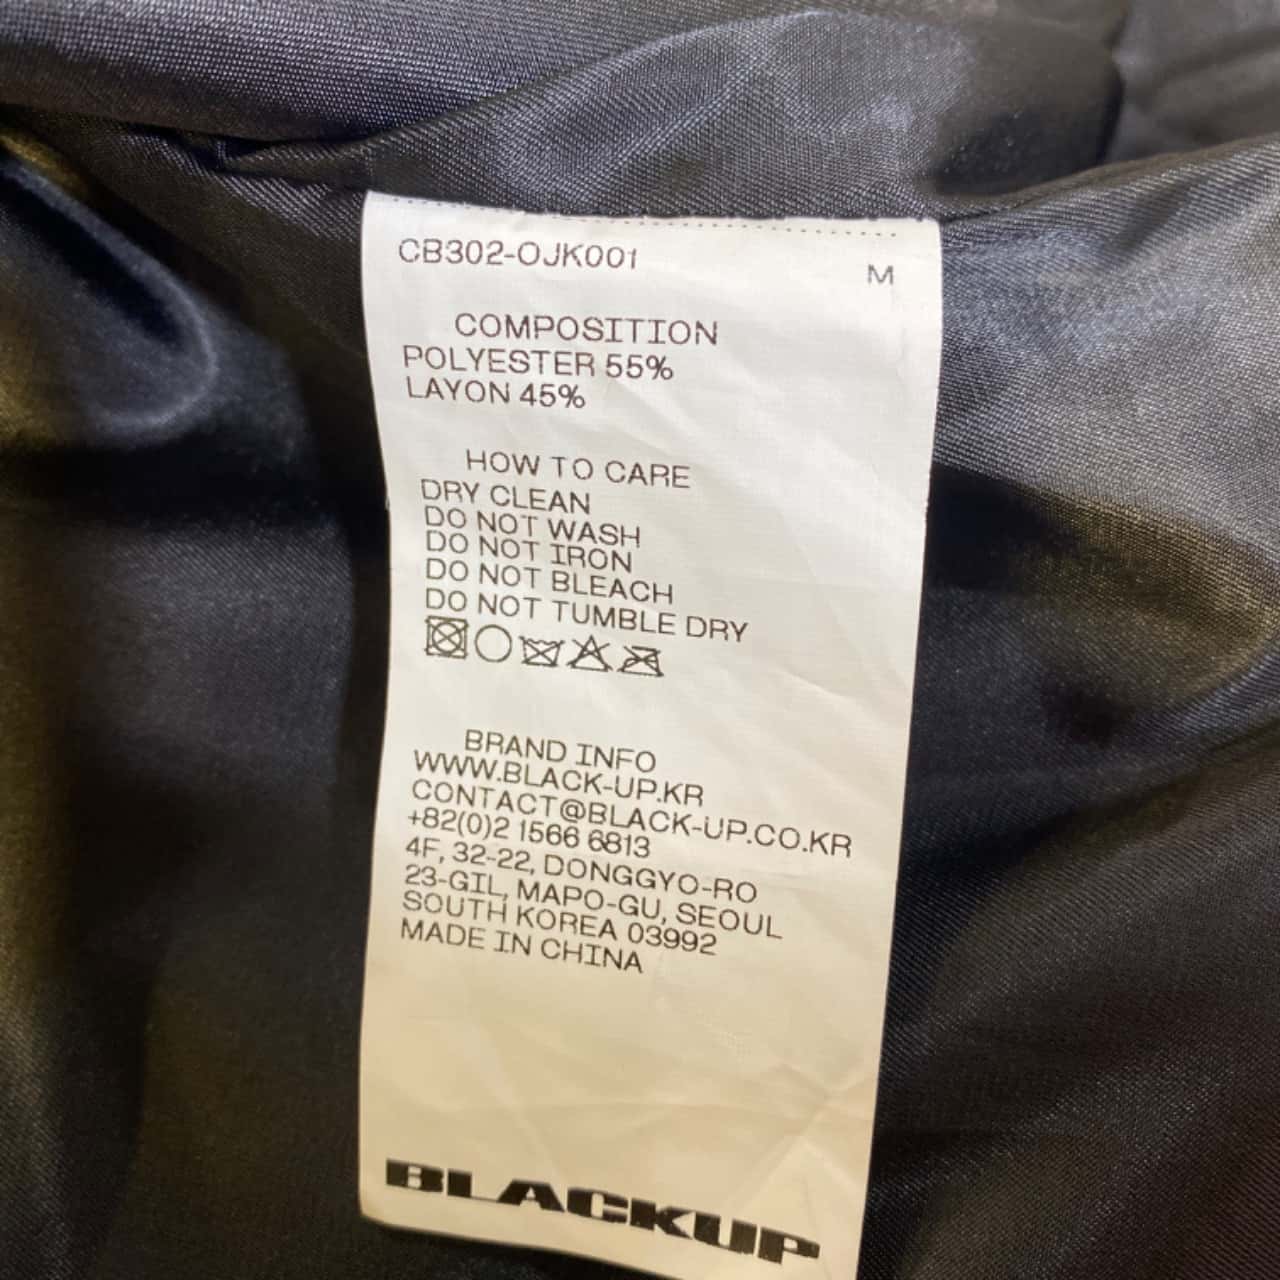 CB302-OJK001
M
COMPOSITION
POLYESTER 55%
LAYON 45%
HOW TO CARE
DRY CLEAN
DO NOT WASH
DO NOT IRON
DO NOT BLEACH
DO NOT TUMBLE DRY
BRAND INFO
WWW.BLACK-UP.KR
CONTACT@BLACK-UP.CO.KR
+82(0)2 1566 6813
4F, 32-22, DONGGYO-RO
23-GIL, MAPO-GU, SEOUL
SOUTH KOREA 03992
MADE IN CHINA
BLACKUP